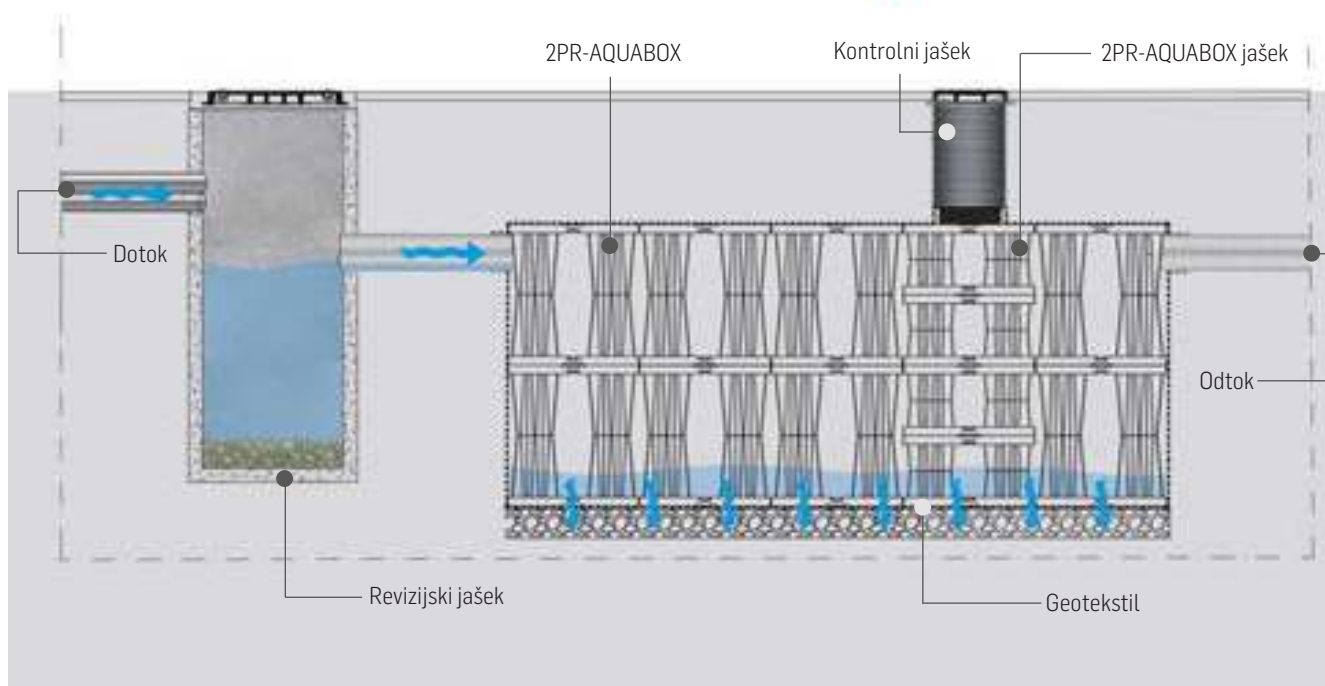 2PR-AQUABOX
Kontrolni jašek
2PR-AQUABOX jašek
Dotok
Odtok
Revizijski jašek
Geotekstil